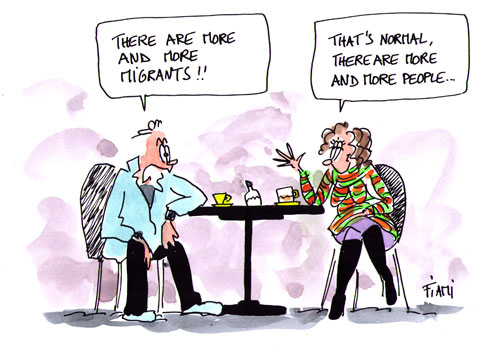 THERE ARE MORE
AND MORE
MIGRANTS!!
THAT'S NORMAL,
THERE ARE MORE
AND MORE PEOPLE...
Fiami